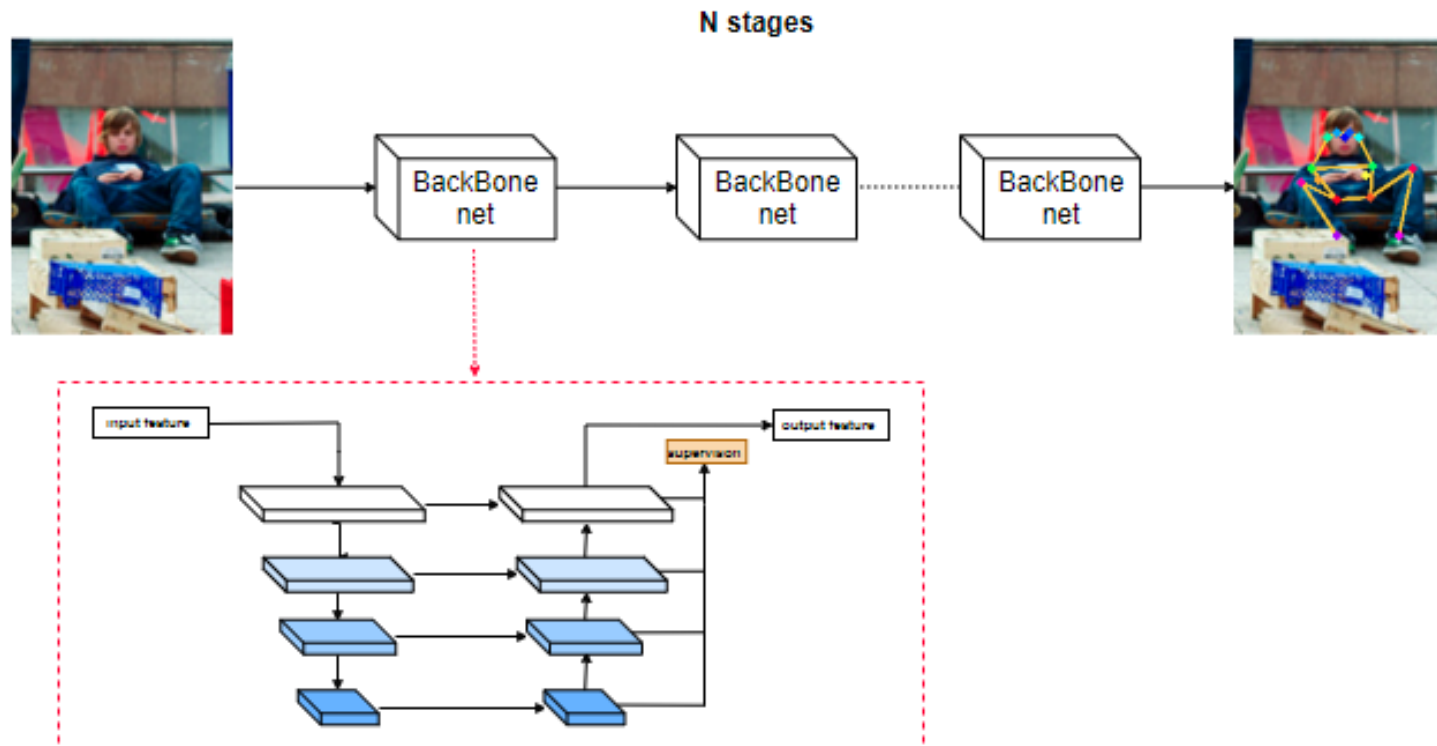 N stages
BackBone
net
BackBone
net
BackBone
net
input feature
output feature
supervision